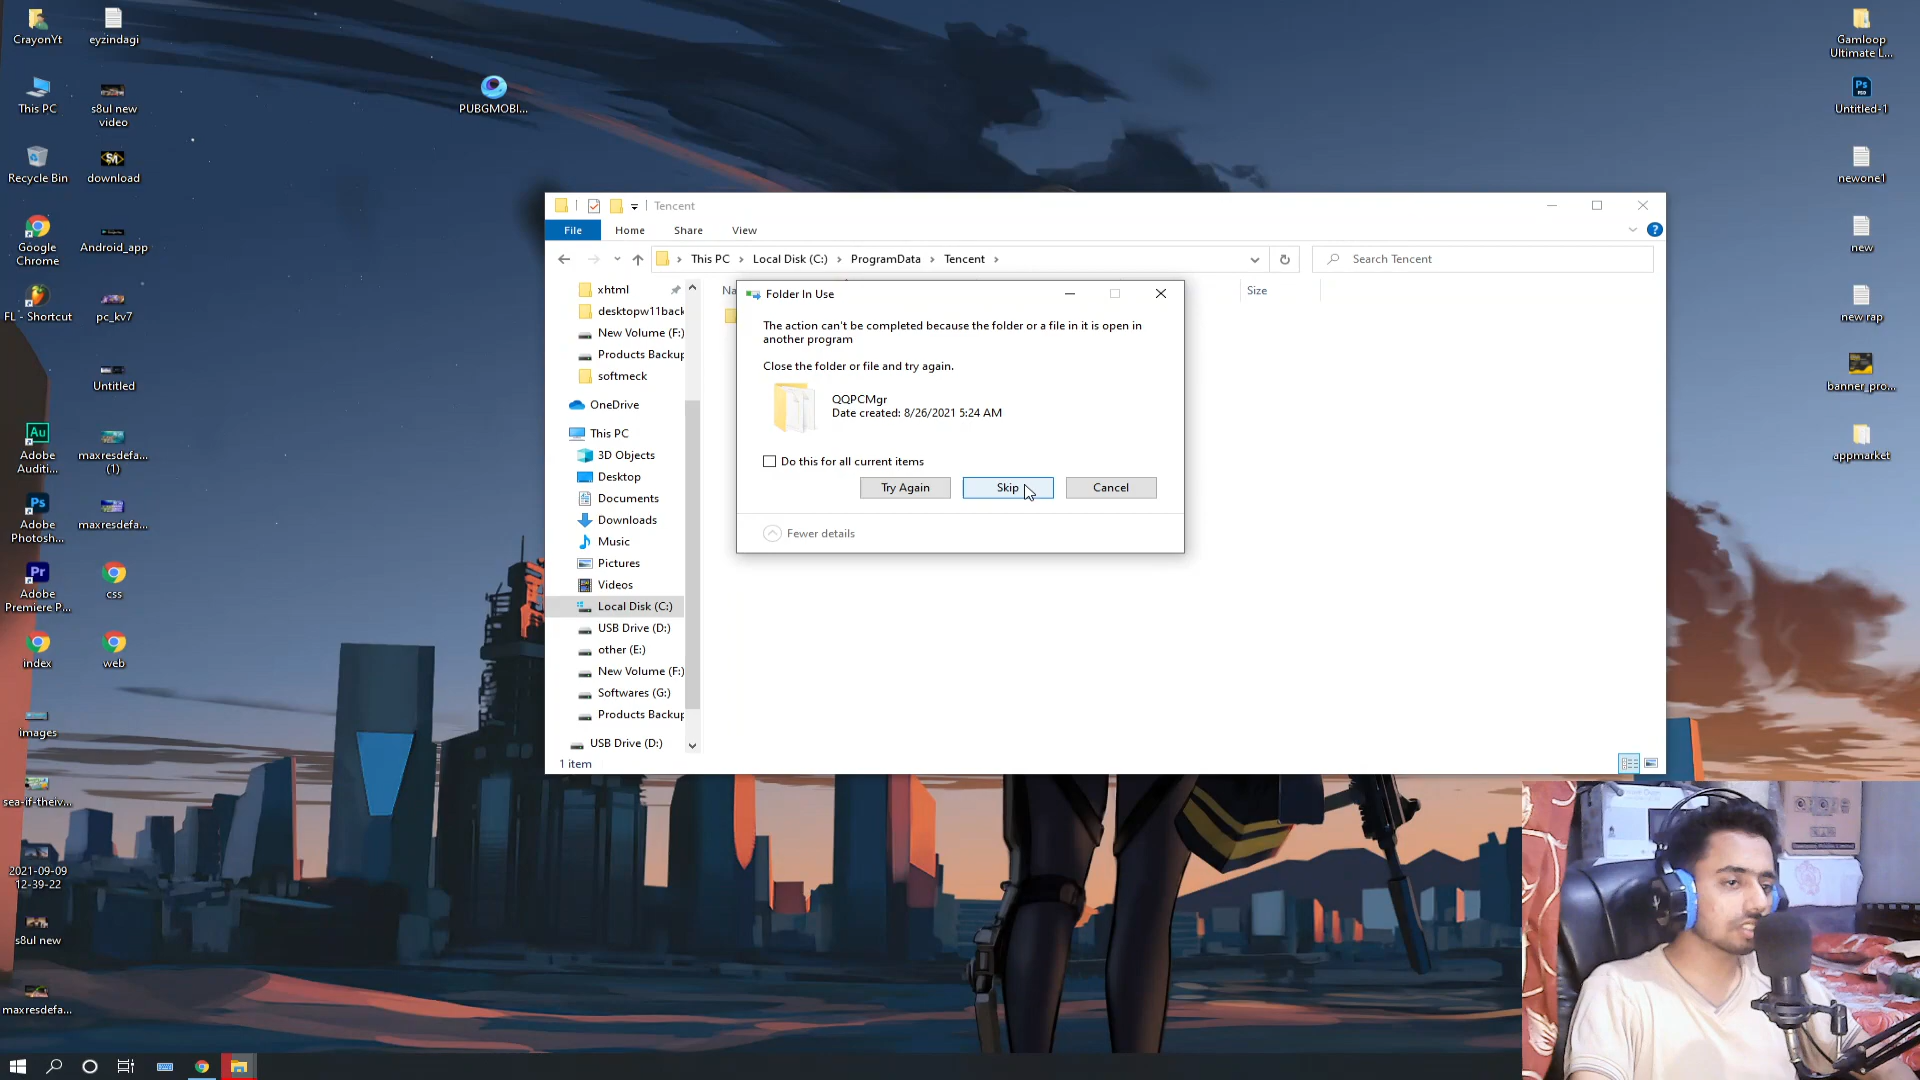 CrayonYt
eyzindagi
This PC
s8ul new
video
Recycle Bin
download
Google
Chrome
Android_app
FL - Shortcut
pc_kv7
Untitled
Adobe
Auditi...
maxresdefa...
(1)
Adobe
Photosh...
maxresdefa...
Adobe
Premiere P...
css
index
web
images
sea-if-theiv...
2021-09-09
12-39-22
s8ul new
maxresdefa...
PUBGMOBI...
Gamloop
Ultimate L...
Untitled-1
newone1
new
new rap
banner_pro...
appmarket
Tencent
File
Home
Share
View
This PC
Local Disk (C:)
ProgramData
Tencent
Search Tencent
Na
Size
xhtml
desktopw11back
New Volume (F:)
Products Backup
softmeck
OneDrive
This PC
3D Objects
Desktop
Documents
Downloads
Music
Pictures
Videos
Local Disk (C:)
USB Drive (D:)
other (E:)
New Volume (F:)
Softwares (G:)
Products Backup
USB Drive (D:)
1 item
Folder In Use
The action can't be completed because the folder or a file in it is open in
another program
Close the folder or file and try again.
QQPCMgr
Date created: 8/26/2021 5:24 AM
Do this for all current items
Try Again
Skip
Cancel
Fewer details
Au
Ps
Pr
Ps